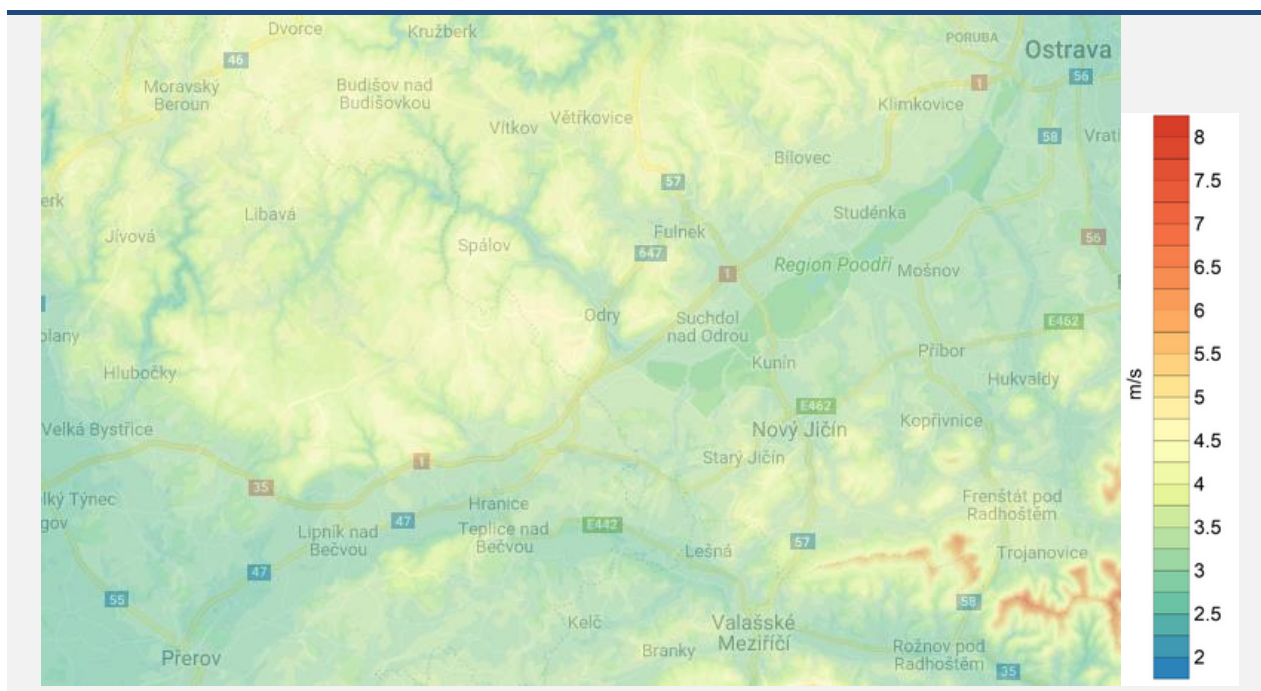 Dvorce
Kružberk
PORUBA
Ostrava
46
56
Moravský
Beroun
Budišov nad
Budišovkou
1
Klimkovice
Vítkov
Větřkovice
58
Vrati
Bílovec
57
erk
Libavá
Studénka
Jívová
Spálov
Fulnek
647
56
1
Region Poodří
Mošnov
Odry
Suchdol
nad Odrou
E462
olany
Příbor
Hlubočky
Kunín
Hukvaldy
E462
Velká Bystřice
Nový Jičín
Kopřivnice
1
Starý Jičín
35
lký Týnec
gov
Hranice
Frenštát pod
Radhoštěm
47
Lipník nad
Bečvou
Teplice nad
Bečvou
E442
57
Lešná
Trojanovice
47
55
58
Kelč
Valašské
Meziříčí
Branky
Rožnov pod
Radhoštěm
Přerov
35
m/s
8
7.5
7
6.5
6
5.5
5
4.5
4
3.5
3
2.5
2